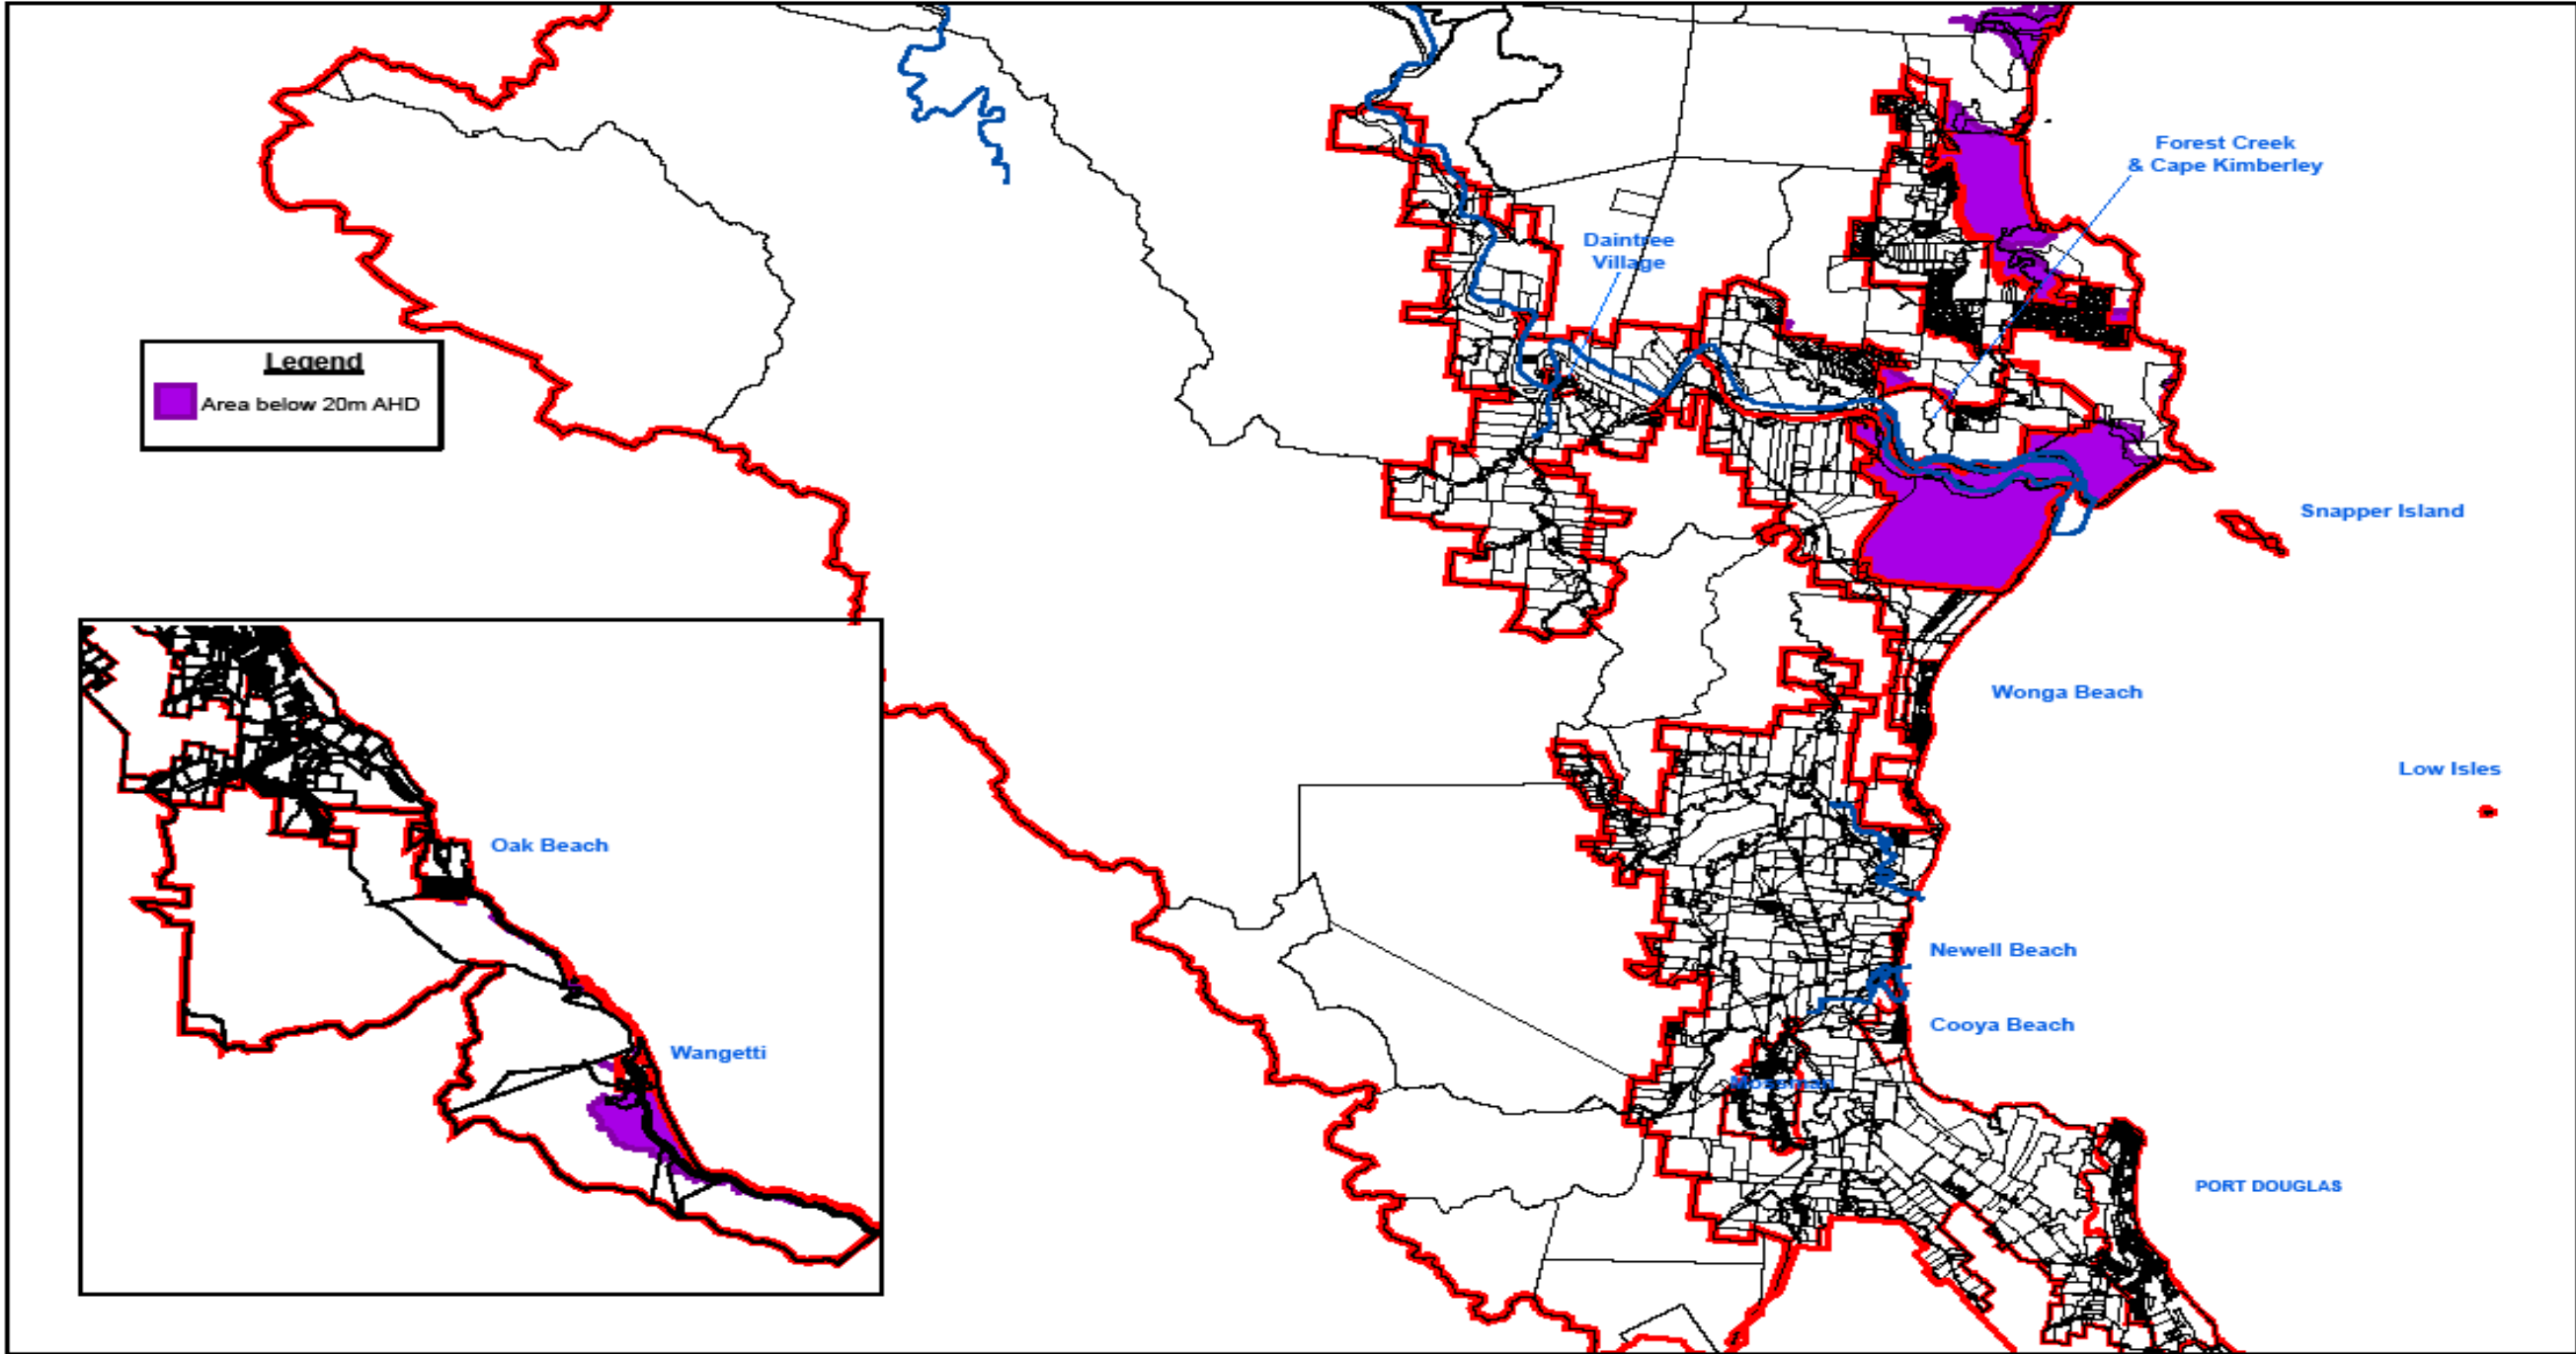 Forest Creek
& Cape Kimberley
Daintree
Village
Legend
Area below 20m AHD
Snapper Island
Wonga Beach
Low Isles
Oak Beach
Newell Beach
Cooya Beach
Wangetti
Mossman
PORT DOUGLAS